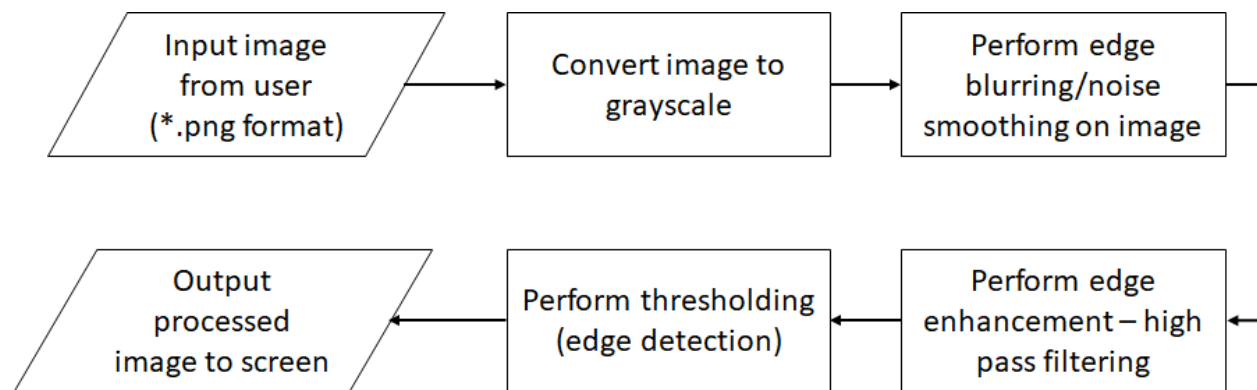 Input image
from user
(*.png format)
Convert image to
grayscale
Perform edge
blurring/noise
smoothing on image
Perform edge
enhancement – high
pass filtering
Perform thresholding
(edge detection)
Output
processed
image to screen